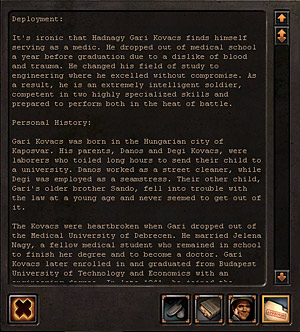 Deployment:
It's ironic that Hadnagy Gari Kovacs finds himself
serving as a medic. He dropped out of medical school
a year before graduation due to a dislike of blood
and trauma. He changed his field of study to
engineering where he excelled without compromise. As
a result, he is an extremely intelligent soldier,
competent in two highly specialized skills and
prepared to perform both in the heat of battle.
Personal History:
Gari Kovacs was born in the Hungarian city of
Kaposvar. His parents, Danos and Degi Kovacs, were
laborers who toiled long hours to send their child to
a university. Danos worked as a street cleaner, while
Degi was employed as a seamstress. Their other child,
Gari's older brother Sando, fell into trouble with
the law at a young age and never seemed to get out of
it.
The Kovacs were heartbroken when Gari dropped out of
the Medical University of Debrecen. He married Jelena
Nagy, a fellow medical student who remained in school
to finish her degree and to become a doctor. Gari
Kovacs later enrolled in and graduated from Budapest
University of Technology and Economics with an